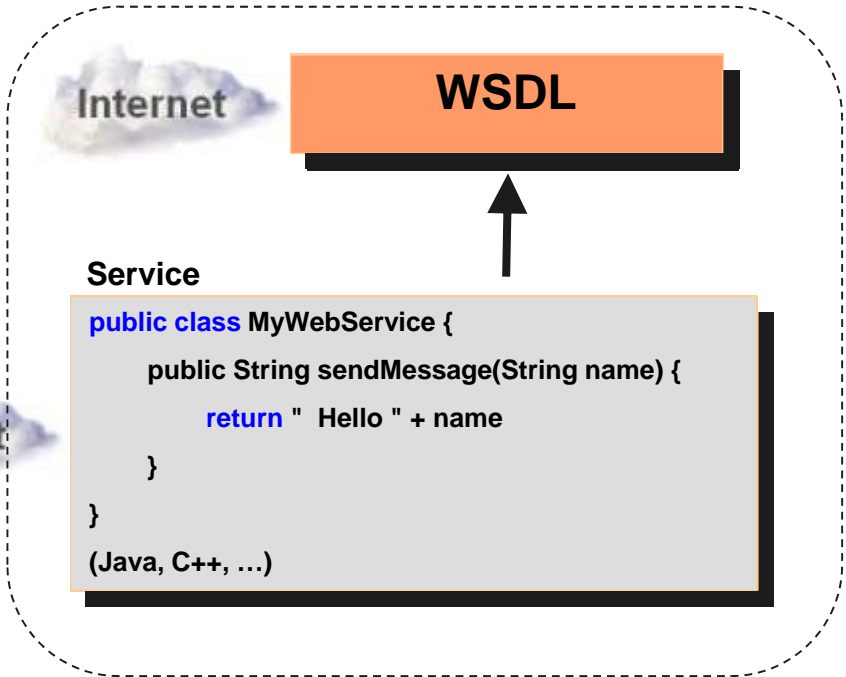 Internet
WSDL
Service
public class MyWebService {
public String sendMessage(String name) {
return " Hello " + name
}
}
(Java, C++, …)